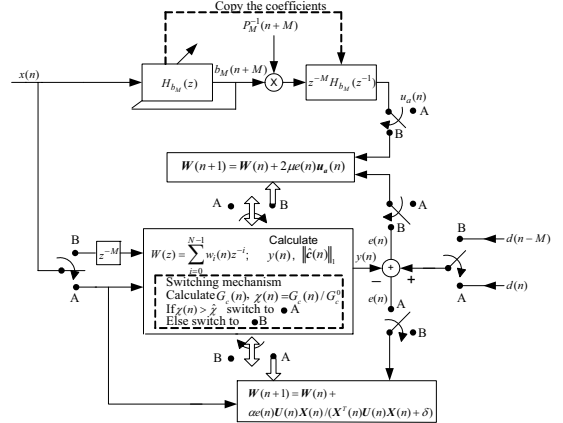 Copy the coefficients
P_M^{-1}(n+M)
x(n)
H_{b_M}(z)
b_M(n+M)
X
z^{-M}H_{b_M}(z^{-1})
u_a(n)
A
B
W(n+1)=W(n)+2μe(n)u_a(n)
A
B
A
B
B
z^{-M}
A
W(z)=\sum_{i=0}^{N-1}w_i(n)z^{-i};
Calculate
y(n), ‖ĉ(n)‖_1
Switching mechanism
Calculate G_c(n), χ(n)=G_c(n)/G_c^0
If χ(n)> χ̂ switch to ● A
Else switch to ● B
e(n)
y(n)
+
−
+
e(n)
B
d(n−M)
A
d(n)
A
B
B
A
W(n+1)=W(n)+
αe(n)U(n)X(n)/(X^T(n)U(n)X(n)+δ)